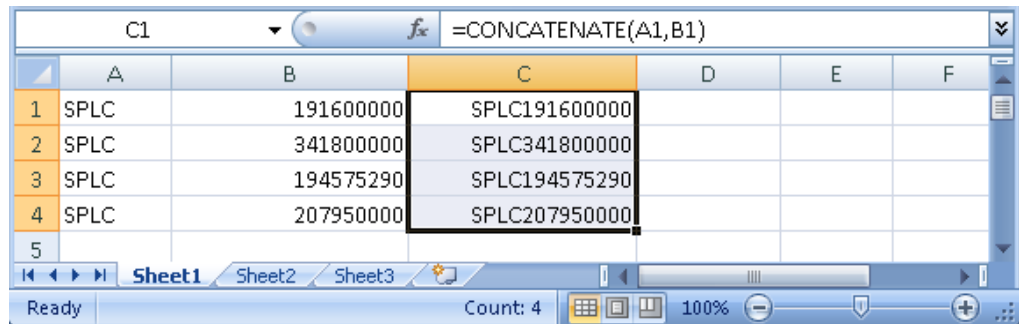 C1 fx =CONCATENATE(A1,B1)
A B C D E F
1 SPLC 191600000 SPLC191600000
2 SPLC 341800000 SPLC341800000
3 SPLC 194575290 SPLC194575290
4 SPLC 207950000 SPLC207950000
5
Sheet1 Sheet2 Sheet3
Ready Count: 4 100%